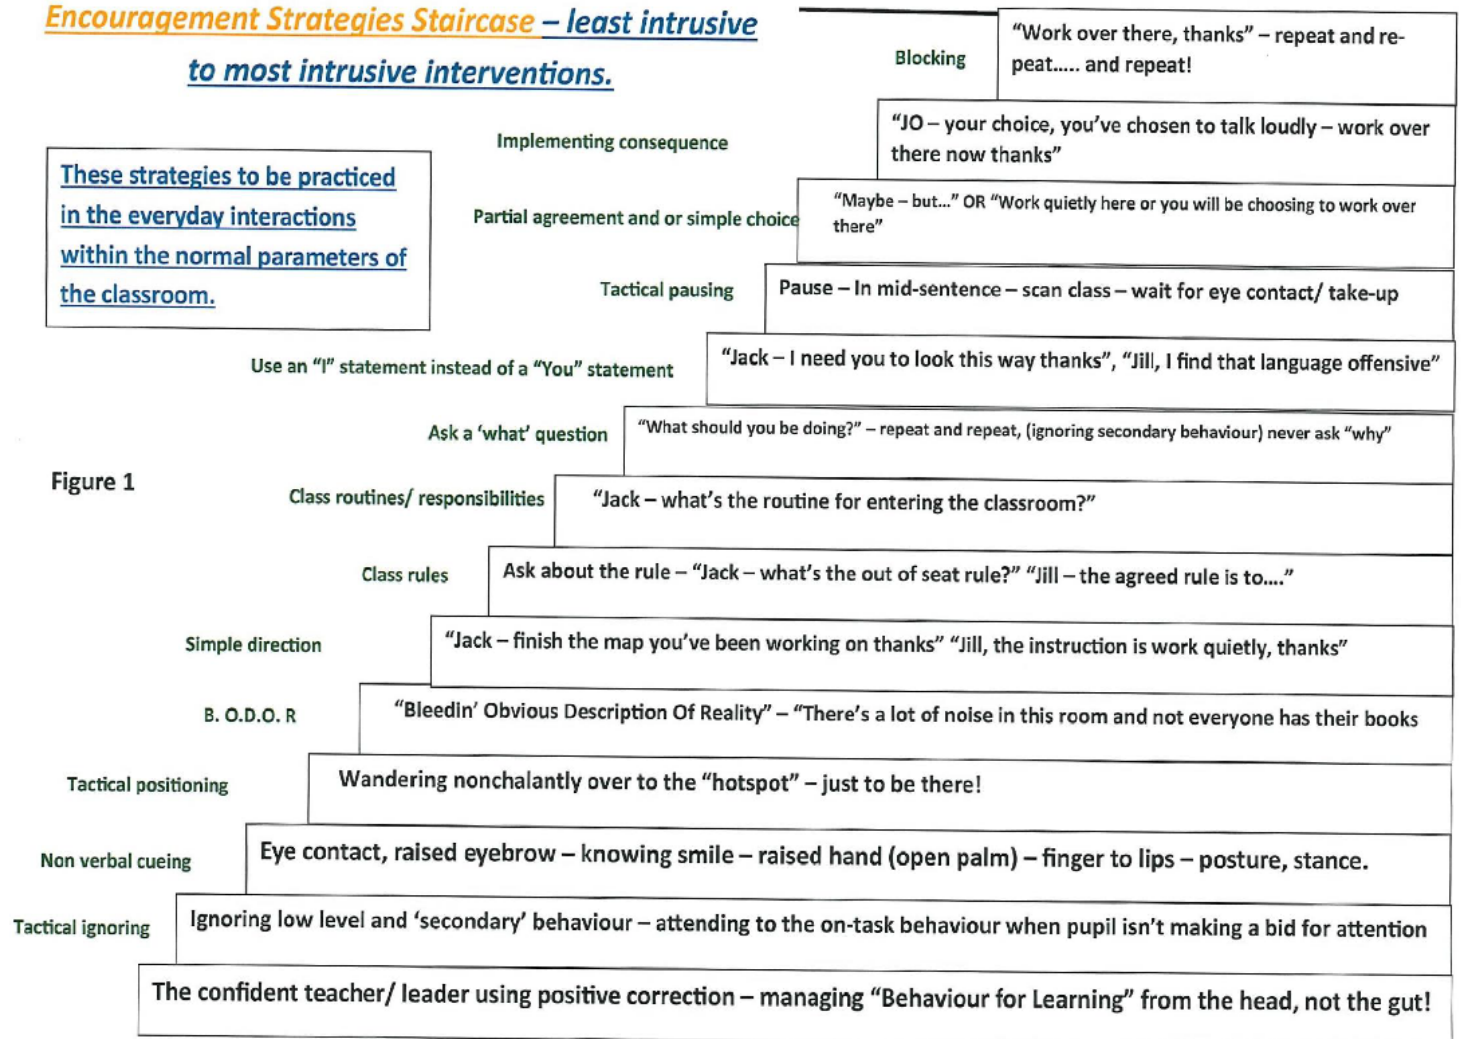 Encouragement Strategies Staircase – least intrusive
to most intrusive interventions.
Blocking
“Work over there, thanks” – repeat and re-
peat..... and repeat!
Implementing consequence
“JO – your choice, you’ve chosen to talk loudly – work over
there now thanks”
These strategies to be practiced
in the everyday interactions
within the normal parameters of
the classroom.
Partial agreement and or simple choice
“Maybe – but...” OR “Work quietly here or you will be choosing to work over
there”
Tactical pausing
Pause – In mid-sentence – scan class – wait for eye contact/ take-up
Use an “I” statement instead of a “You” statement
“Jack – I need you to look this way thanks”, “Jill, I find that language offensive”
Ask a ‘what’ question
“What should you be doing?” – repeat and repeat, (ignoring secondary behaviour) never ask “why”
Figure 1
Class routines/ responsibilities
“Jack – what’s the routine for entering the classroom?”
Class rules
Ask about the rule – “Jack – what’s the out of seat rule?” “Jill – the agreed rule is to....”
Simple direction
“Jack – finish the map you’ve been working on thanks” “Jill, the instruction is work quietly, thanks”
B. O.D.O. R
“Bleedin’ Obvious Description Of Reality” – “There’s a lot of noise in this room and not everyone has their books
Tactical positioning
Wandering nonchalantly over to the “hotspot” – just to be there!
Non verbal cueing
Eye contact, raised eyebrow – knowing smile – raised hand (open palm) – finger to lips – posture, stance.
Tactical ignoring
Ignoring low level and ‘secondary’ behaviour – attending to the on-task behaviour when pupil isn’t making a bid for attention
The confident teacher/ leader using positive correction – managing “Behaviour for Learning” from the head, not the gut!